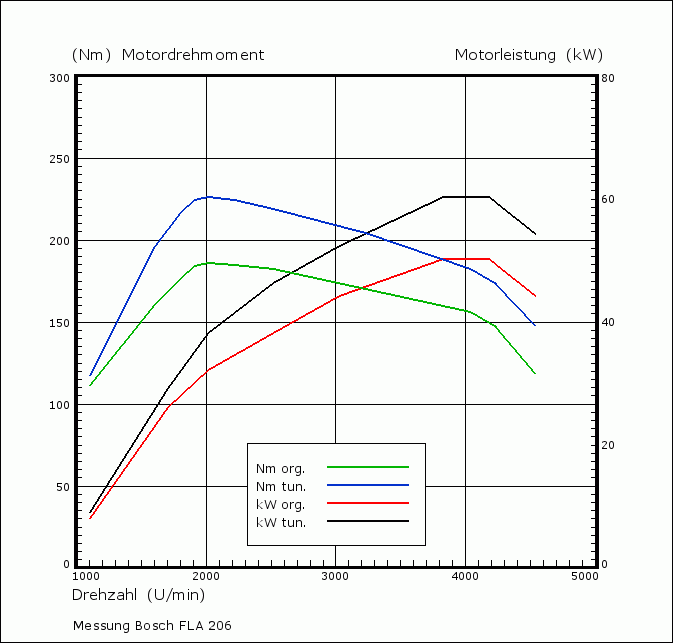 (Nm) Motordrehmoment Motorleistung (kW)
300 80
250
60
200
150 40
100
20
50
0 0
Nm org.
Nm tun.
kW org.
kW tun.
1000 2000 3000 4000 5000
Drehzahl (U/min)
Messung Bosch FLA 206